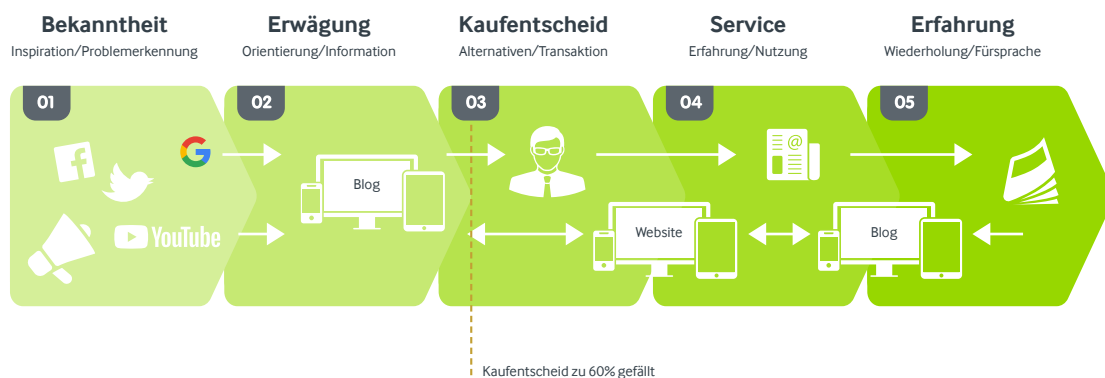 Bekanntheit
Inspiration/Problemerkennung
Erwägung
Orientierung/Information
Kaufentscheid
Alternativen/Transaktion
Service
Erfahrung/Nutzung
Erfahrung
Wiederholung/Fürsprache
01
02
03
04
05
f
G
@
Blog
YouTube
Website
Blog
Kaufentscheid zu 60% gefällt